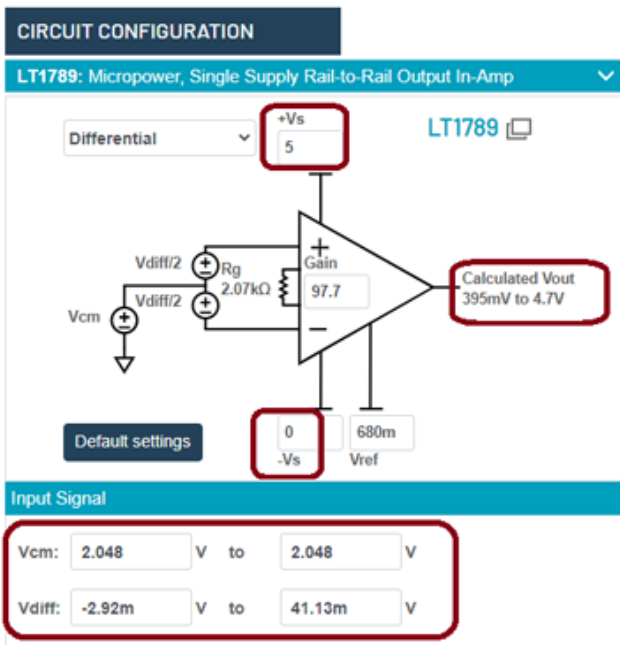 CIRCUIT CONFIGURATION
LT1789: Micropower, Single Supply Rail-to-Rail Output In-Amp
+Vs
Differential
5
LT1789
Vdiff/2
Rg
2.07kΩ
+
Gain
97.7
Calculated Vout
395mV to 4.7V
Vdiff/2
Vcm
−
Default settings
0
680m
-Vs
Vref
Input Signal
Vcm: 2.048 V to 2.048 V
Vdiff: -2.92m V to 41.13m V